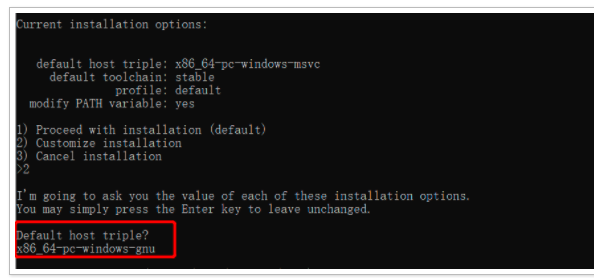 Current installation options:
default host triple: x86_64-pc-windows-msvc
default toolchain: stable
profile: default
modify PATH variable: yes
1) Proceed with installation (default)
2) Customize installation
3) Cancel installation
>2
I'm going to ask you the value of each of these installation options.
You may simply press the Enter key to leave unchanged.
Default host triple?
x86_64-pc-windows-gnu